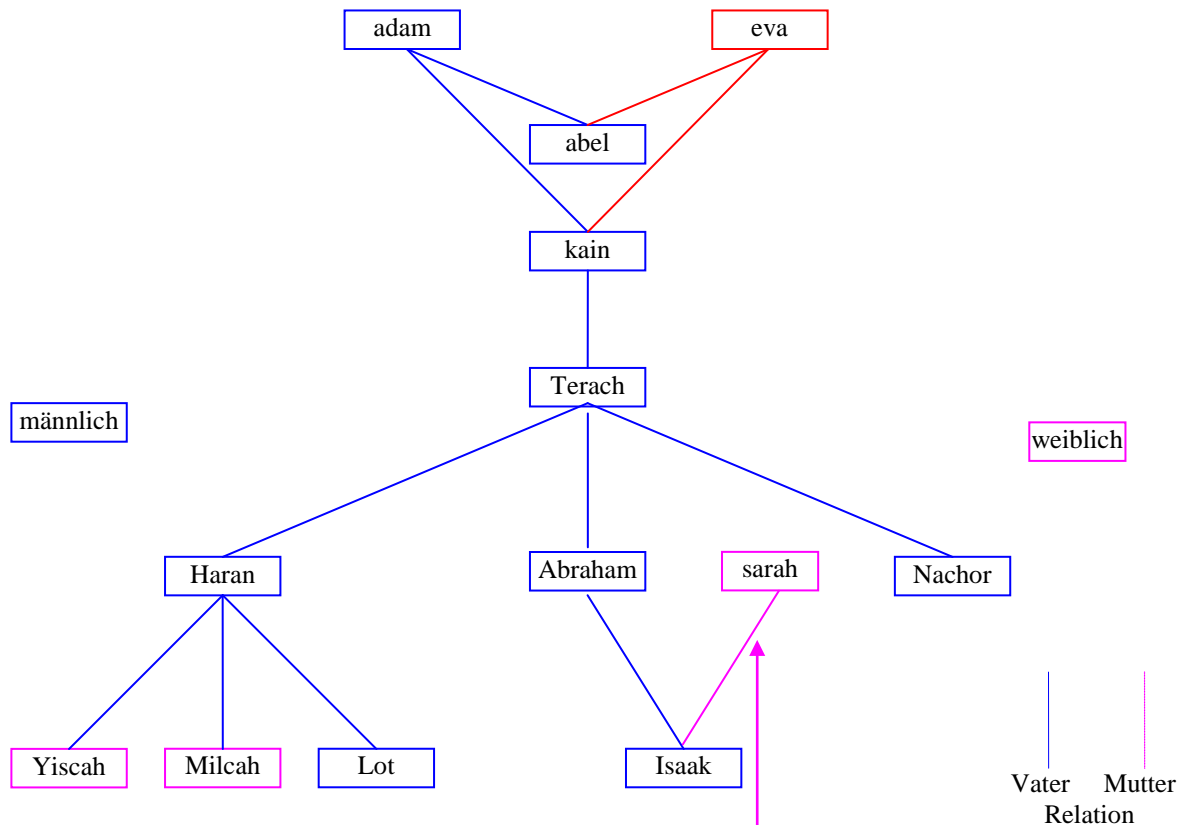 adam
eva
abel
kain
Terach
männlich
weiblich
Haran
Abraham
sarah
Nachor
Yiscah
Milcah
Lot
Isaak
Vater
Mutter
Relation